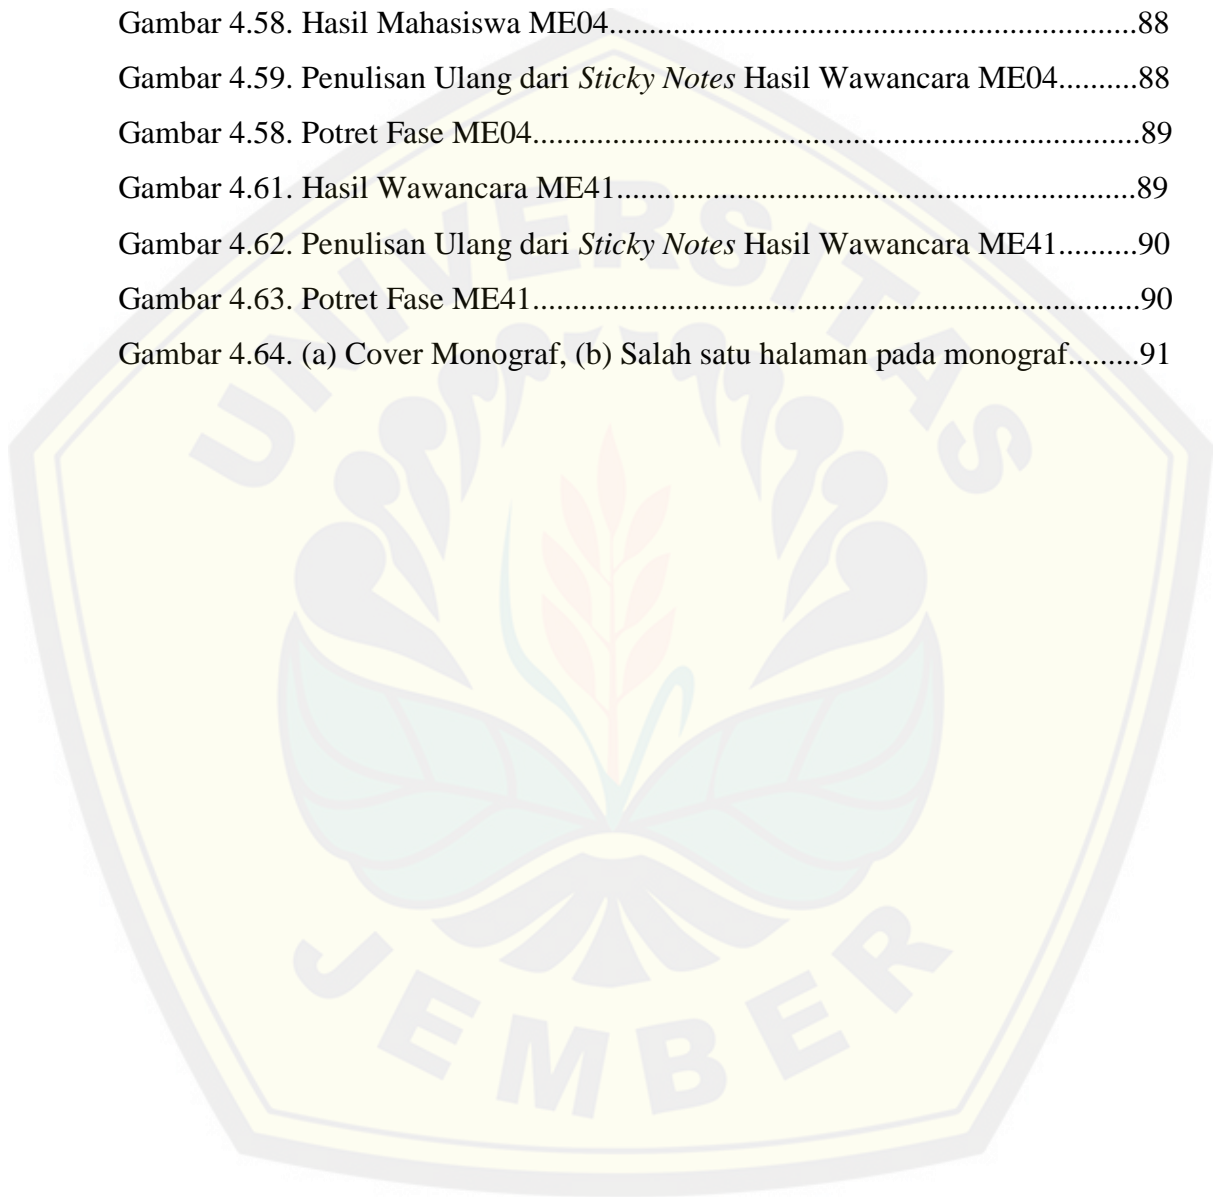 Gambar 4.58. Hasil Mahasiswa ME04..................................................................88
Gambar 4.59. Penulisan Ulang dari Sticky Notes Hasil Wawancara ME04..........88
Gambar 4.58. Potret Fase ME04............................................................................89
Gambar 4.61. Hasil Wawancara ME41.................................................................89
Gambar 4.62. Penulisan Ulang dari Sticky Notes Hasil Wawancara ME41..........90
Gambar 4.63. Potret Fase ME41............................................................................90
Gambar 4.64. (a) Cover Monograf, (b) Salah satu halaman pada monograf.........91
UNIVERSITAS
JEMBER